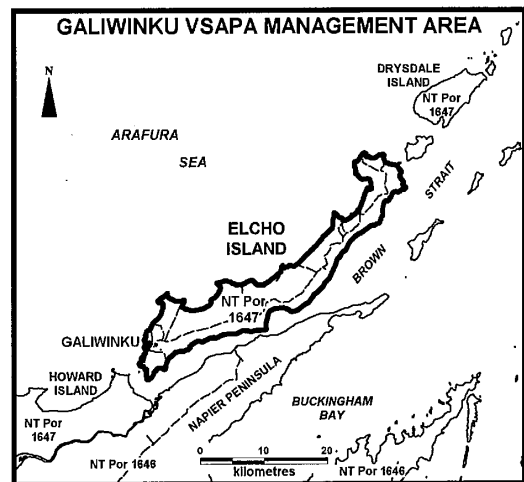 GALIWINKU VSAPA MANAGEMENT AREA
N
DRYSDALE
ISLAND
NT Por
1647
ARAFURA
SEA
STRAIT
ELCHO
ISLAND
BROWN
NT Por
1647
GALIWINKU
HOWARD
ISLAND
NAPIER PENINSULA
BUCKINGHAM
BAY
NT Por
1647
NT Por 1646
0 10 20
kilometres
NT Por 1646